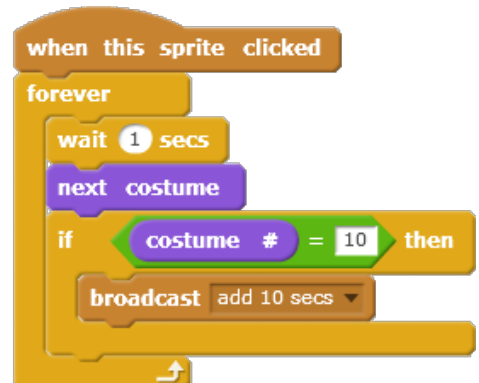 when this sprite clicked
forever
wait 1 secs
next costume
if costume # = 10 then
broadcast add 10 secs